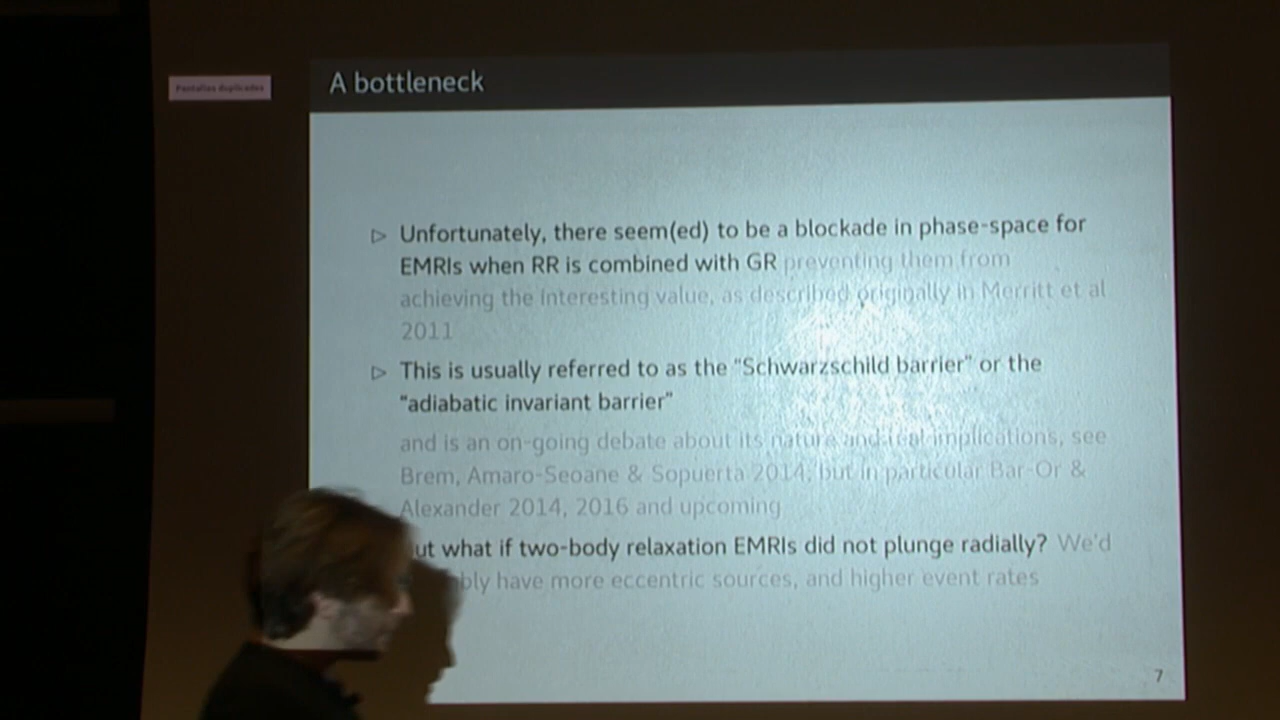 Pantallas duplicadas
A bottleneck
▷ Unfortunately, there seem(ed) to be a blockade in phase-space for
EMRIs when RR is combined with GR preventing them from
achieving the interesting value, as described originally in Merritt et al
2011
▷ This is usually referred to as the "Schwarzschild barrier" or the
"adiabatic invariant barrier"
and is an on-going debate about its nature and real implications, see
Brem, Amaro-Seoane & Sopuerta 2014, but in particular Bar-Or &
Alexander 2014, 2016 and upcoming
ut what if two-body relaxation EMRIs did not plunge radially? We'd
bly have more eccentric sources, and higher event rates
7